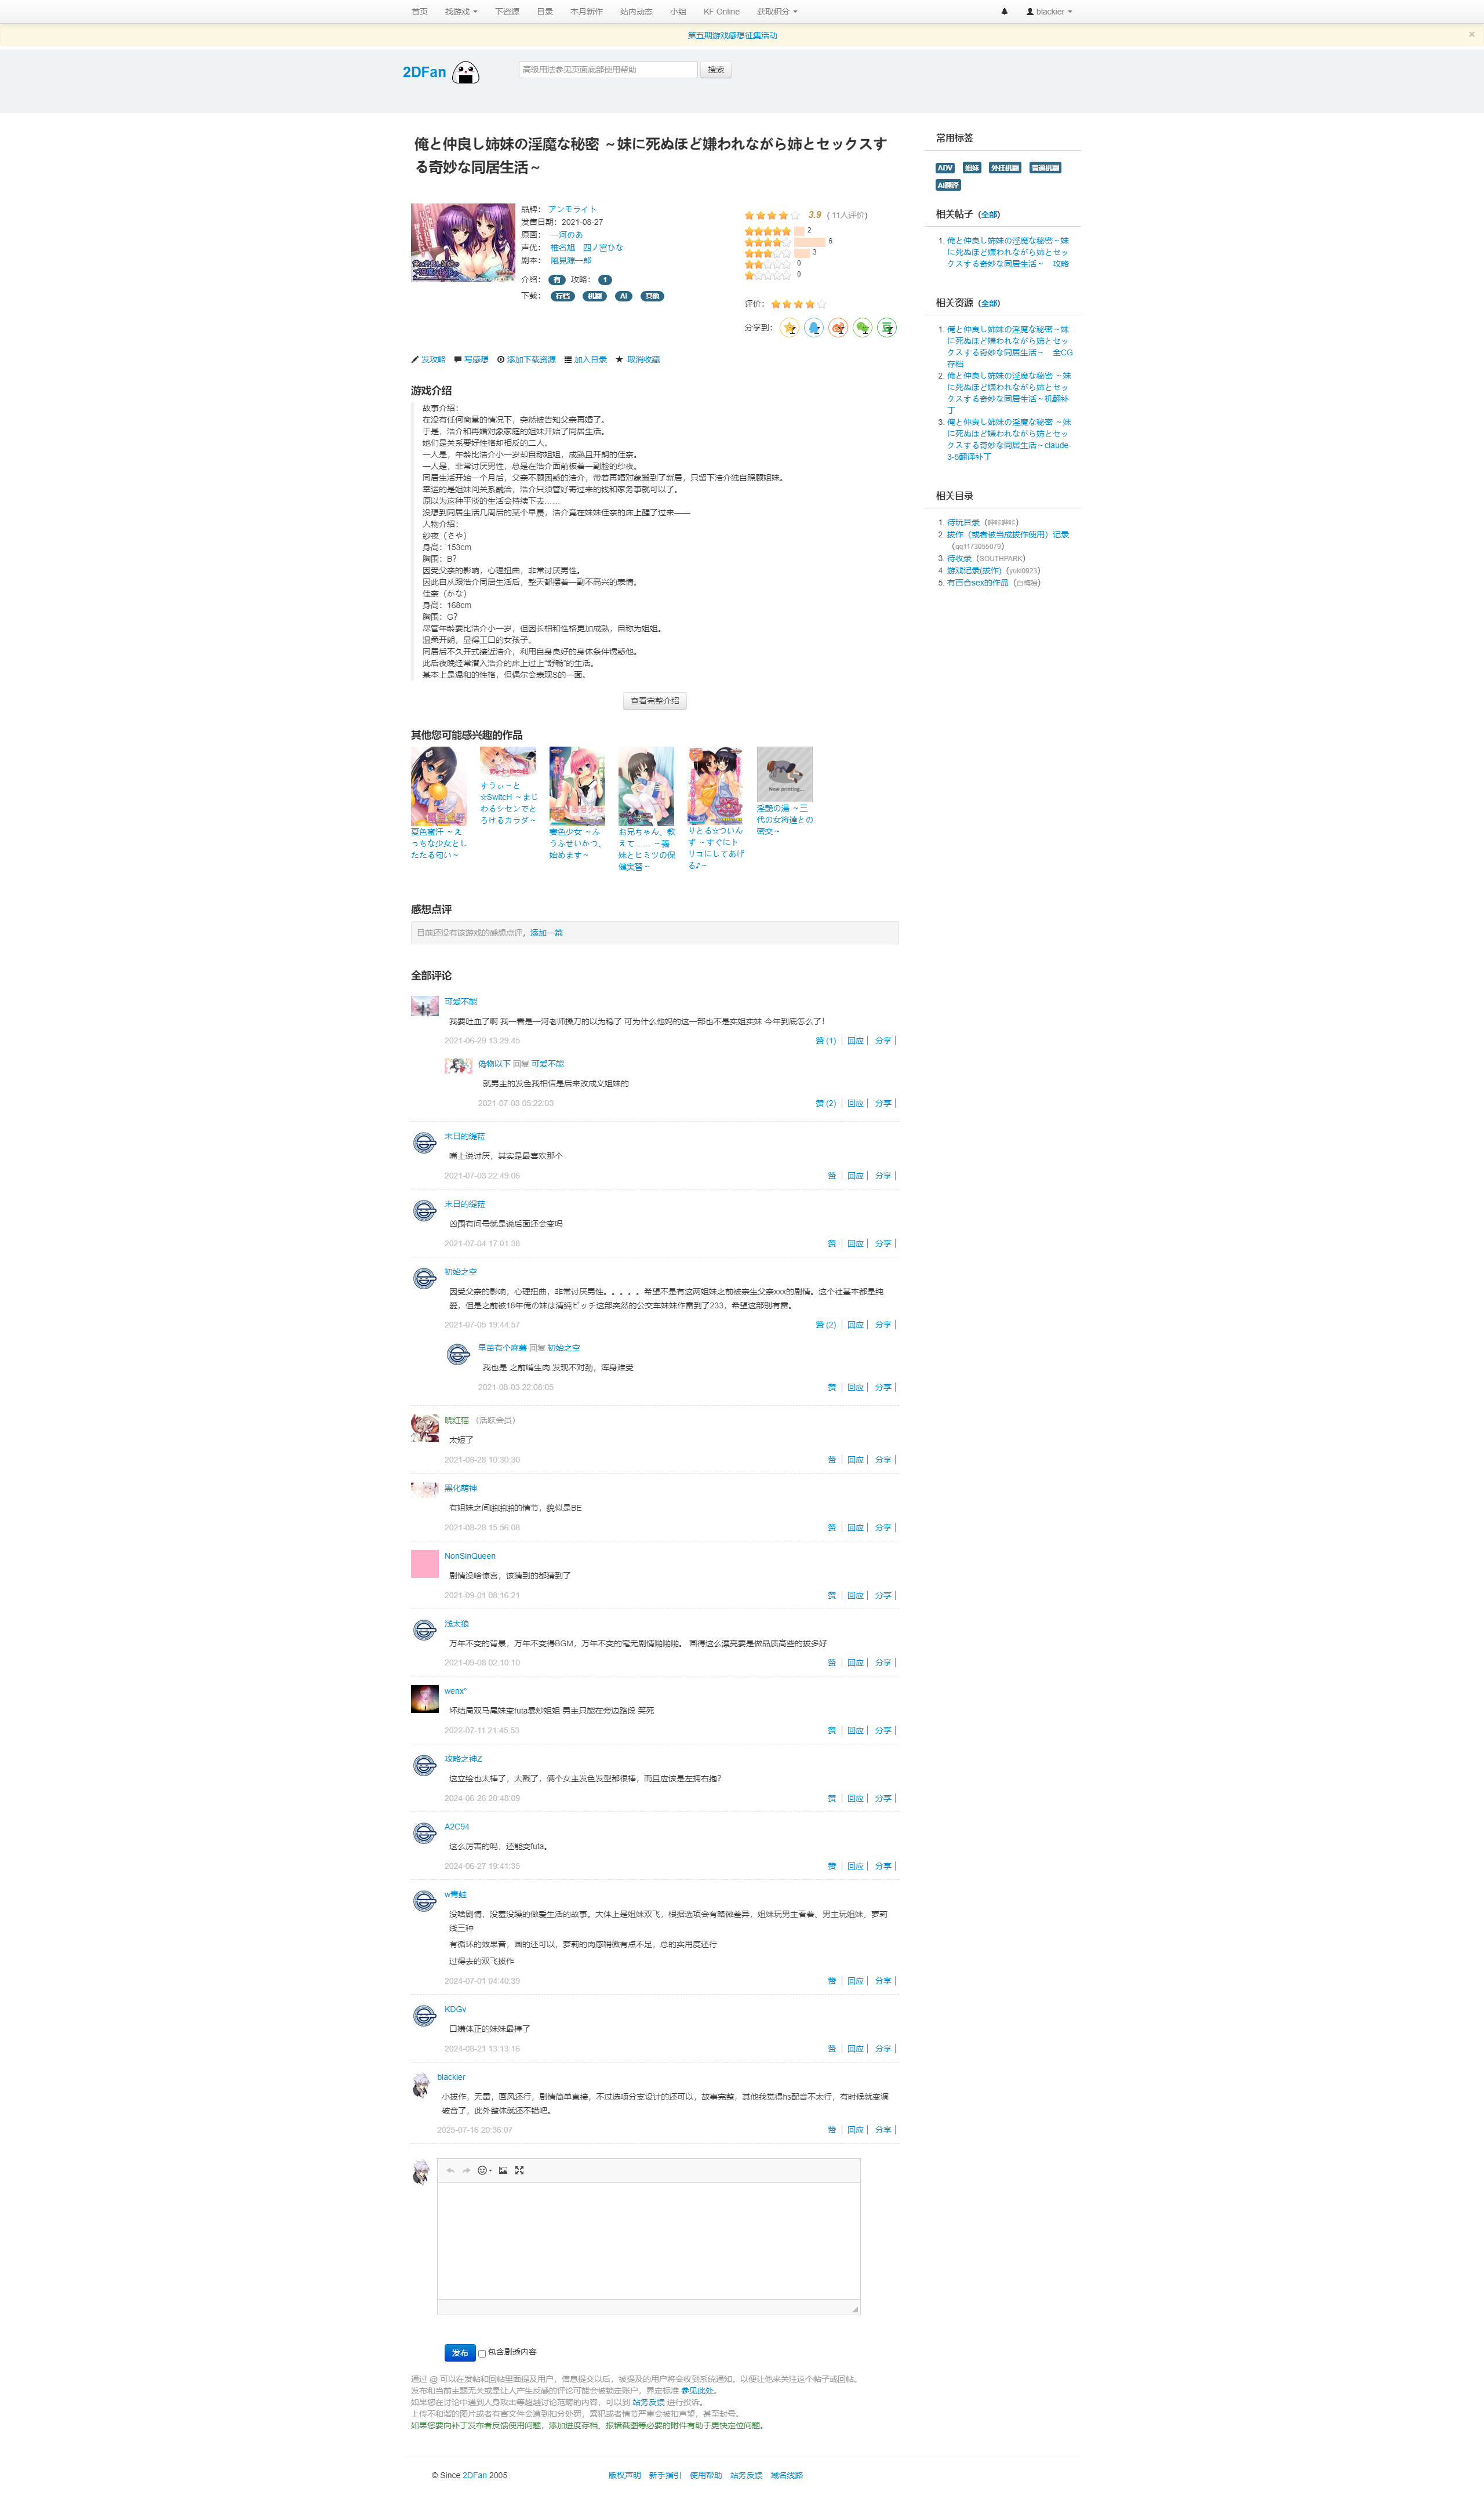 首页 找游戏 下资源 目录 本月新作 站内动态 小组 KF Online 获取积分 blackier
第五期游戏感想征集活动 ×
2DFan 高级用法参见页面底部使用帮助 搜索
俺と仲良し姉妹の淫魔な秘密 ～妹に死ぬほど嫌われながら姉とセックスす
る奇妙な同居生活～
品牌： アンモライト
发售日期：2021-08-27
原画： 一河のあ
声优： 椎名旭 四ノ宮ひな
剧本： 風見源一郎
介绍： 有 攻略： 1
下载： 存档 机翻 AI 其他
3.9 ( 11人评价)
2
6
3
0
0
评价：
分享到：
发攻略 写感想 添加下载资源 加入目录 取消收藏
游戏介绍
故事介绍：
在没有任何商量的情况下，突然被告知父亲再婚了。
于是，浩介和再婚对象家庭的姐妹开始了同居生活。
她们是关系要好性格却相反的二人。
一人是，年龄比浩介小一岁却自称姐姐，成熟且开朗的佳奈。
一人是，非常讨厌男性，总是在浩介面前板着一副脸的纱夜。
同居生活开始一个月后，父亲不顾困惑的浩介，带着再婚对象搬到了新居，只留下浩介独自照顾姐妹。
幸运的是姐妹间关系融洽，浩介只须管好寄过来的钱和家务事就可以了。
原以为这种平淡的生活会持续下去……
没想到同居生活几周后的某个早晨，浩介竟在妹妹佳奈的床上醒了过来——
人物介绍：
纱夜（さや）
身高：153cm
胸围：B?
因受父亲的影响，心理扭曲，非常讨厌男性。
因此自从跟浩介同居生活后，整天都摆着一副不高兴的表情。
佳奈（かな）
身高：168cm
胸围：G?
尽管年龄要比浩介小一岁，但因长相和性格更加成熟，自称为姐姐。
温柔开朗，显得工口的女孩子。
同居后不久开式接近浩介，利用自身良好的身体条件诱惑他。
此后夜晚经常潜入浩介的床上过上“舒畅”的生活。
基本上是温和的性格，但偶尔会表现S的一面。
查看完整介绍
其他您可能感兴趣的作品
夏色蜜汗 ～え
っちな少女とし
たたる匂い～
すうぃ～と
☆SwitcH ～まじ
わるシセンでと
ろけるカラダ～
妻色少女 ～ふ
うふせいかつ、
始めます～
お兄ちゃん、教
えて…… ～義
妹とヒミツの保
健実習～
りとる☆ついん
ず ～すぐにト
リコにしてあげ
る♪～
Now printing...
淫艶の湯 ～三
代の女将達との
密交～
感想点评
目前还没有该游戏的感想点评，添加一篇
全部评论
可爱不能
我要吐血了啊 我一看是一河老师操刀的以为稳了 可为什么他妈的这一部也不是实姐实妹 今年到底怎么了！
2021-06-29 13:29:45 赞 (1) | 回应 | 分享 |
偽物以下 回复 可爱不能
就男主的发色我相信是后来改成义姐妹的
2021-07-03 05:22:03 赞 (2) | 回应 | 分享 |
末日的缇菈
嘴上说讨厌，其实是最喜欢那个
2021-07-03 22:49:06 赞 | 回应 | 分享 |
末日的缇菈
凶围有问号就是说后面还会变吗
2021-07-04 17:01:38 赞 | 回应 | 分享 |
初始之空
因受父亲的影响，心理扭曲，非常讨厌男性。。。。。希望不是有这两姐妹之前被亲生父亲xxx的剧情。这个社基本都是纯
爱，但是之前被18年俺の妹は清純ビッチ这部突然的公交车妹妹作雷到了233，希望这部别有雷。
2021-07-05 19:44:57 赞 (2) | 回应 | 分享 |
早苗有个麻薯 回复 初始之空
我也是 之前啃生肉 发现不对劲，浑身难受
2021-08-03 22:08:05 赞 | 回应 | 分享 |
晓红猫 （活跃会员）
太短了
2021-08-28 10:30:30 赞 | 回应 | 分享 |
黑化萌神
有姐妹之间啪啪啪的情节，貌似是BE
2021-08-28 15:56:08 赞 | 回应 | 分享 |
NonSinQueen
剧情没啥惊喜，该猜到的都猜到了
2021-09-01 08:16:21 赞 | 回应 | 分享 |
浅太狼
万年不变的背景，万年不变得BGM，万年不变的毫无剧情啪啪啪。 画得这么漂亮要是做品质高些的拔多好
2021-09-08 02:10:10 赞 | 回应 | 分享 |
wenx"
坏结局双马尾妹变futa暴炒姐姐 男主只能在旁边路段 笑死
2022-07-11 21:45:53 赞 | 回应 | 分享 |
攻略之神Z
这立绘也太棒了，太戳了，俩个女主发色发型都很棒，而且应该是左拥右抱？
2024-06-26 20:48:09 赞 | 回应 | 分享 |
A2C94
这么厉害的吗，还能变futa。
2024-06-27 19:41:35 赞 | 回应 | 分享 |
w青蛙
没啥剧情，没羞没臊的做爱生活的故事。大体上是姐妹双飞，根据选项会有略微差异，姐妹玩男主看着、男主玩姐妹、萝莉
线三种
有循环的效果音，画的还可以，萝莉的肉感稍微有点不足，总的实用度还行
过得去的双飞拔作
2024-07-01 04:40:39 赞 | 回应 | 分享 |
KDGv
口嫌体正的妹妹最棒了
2024-08-21 13:13:16 赞 | 回应 | 分享 |
blackier
小拔作，无雷，画风还行，剧情简单直接，不过选项分支设计的还可以，故事完整，其他我觉得hs配音不太行，有时候就变调
破音了，此外整体就还不错吧。
2025-07-16 20:36:07 赞 | 回应 | 分享 |
发布 包含剧透内容
通过 @ 可以在发帖和回帖里面提及用户，信息提交以后，被提及的用户将会收到系统通知。以便让他来关注这个帖子或回帖。
发布和当前主题无关或是让人产生反感的评论可能会被锁定账户，界定标准 参见此处。
如果您在讨论中遇到人身攻击等超越讨论范畴的内容，可以到 站务反馈 进行投诉。
上传不和谐的图片或者有害文件会遭到扣分处罚，累犯或者情节严重会被扣声望，甚至封号。
如果您要向补丁发布者反馈使用问题，添加进度存档、报错截图等必要的附件有助于更快定位问题。
常用标签
ADV 姐妹 外挂机翻 普通机翻
AI翻译
相关帖子（全部）
1. 俺と仲良し姉妹の淫魔な秘密～妹
に死ぬほど嫌われながら姉とセッ
クスする奇妙な同居生活～ 攻略
相关资源（全部）
1. 俺と仲良し姉妹の淫魔な秘密～妹
に死ぬほど嫌われながら姉とセッ
クスする奇妙な同居生活～ 全CG
存档
2. 俺と仲良し姉妹の淫魔な秘密 ～妹
に死ぬほど嫌われながら姉とセッ
クスする奇妙な同居生活～机翻补
丁
3. 俺と仲良し姉妹の淫魔な秘密 ～妹
に死ぬほど嫌われながら姉とセッ
クスする奇妙な同居生活～claude-
3-5翻译补丁
相关目录
1. 待玩目录
2. 拔作（或者被当成拔作使用）记录
（qq1173055079）
3. 待收录（SOUTHPARK）
4. 游戏记录(拔作)（yuki0923）
5. 有百合sex的作品
© Since 2DFan 2005 版权声明 新手指引 使用帮助 站务反馈 域名线路